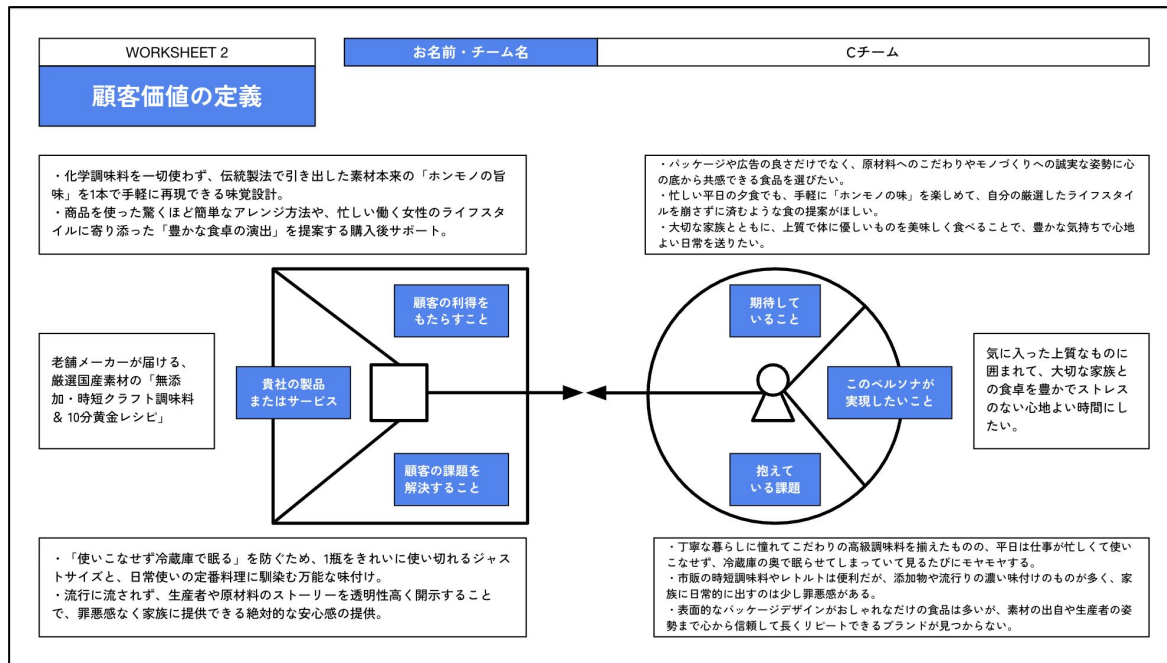 WORKSHEET 2
お名前・チーム名
Cチーム
顧客価値の定義
・化学調味料を一切使わず、伝統製法で引き出した素材本来の「ホンモノの旨
味」を1本で手軽に再現できる味覚設計。
・商品を使った驚くほど簡単なアレンジ方法や、忙しい働く女性のライフスタ
イルに寄り添った「豊かな食卓の演出」を提案する購入後サポート。
・パッケージや広告の良さだけでなく、原材料へのこだわりやモノづくりへの誠実な姿勢に心
の底から共感できる食品を選びたい。
・忙しい平日の夕食でも、手軽に「ホンモノの味」を楽しめて、自分の厳選したライフスタイ
ルを崩さずに済むような食の提案がほしい。
・大切な家族とともに、上質で体に優しいものを美味しく食べることで、豊かな気持ちで心地
よい日常を送りたい。
顧客の利得を
もたらすこと
期待して
いること
老舗メーカーが届ける、
厳選国産素材の「無添
加・時短クラフト調味料
& 10分黄金レシピ」
貴社の製品
またはサービス
このペルソナが
実現したいこと
気に入った上質なものに
囲まれて、大切な家族と
の食卓を豊かでストレス
のない心地よい時間にし
たい。
顧客の課題を
解決すること
抱えて
いる課題
・「使いこなせず冷蔵庫で眠る」を防ぐため、1瓶をきれいに使い切れるジャス
トサイズと、日常使いの定番料理に馴染む万能な味付け。
・流行に流されず、生産者や原材料のストーリーを透明性高く開示すること
で、罪悪感なく家族に提供できる絶対的な安心感の提供。
・丁寧な暮らしに憧れてこだわりの高級調味料を揃えたものの、平日は仕事が忙しくて使い
こなせず、冷蔵庫の奥で眠らせてしまっていて見るたびにモヤモヤする。
・市販の時短調味料やレトルトは便利だが、添加物や流行りの濃い味付けのものが多く、家
族に日常的に出すのは少し罪悪感がある。
・表面的なパッケージデザインがおしゃれなだけの食品は多いが、素材の出自や生産者の姿
勢まで心から信頼して長くリピートできるブランドが見つからない。